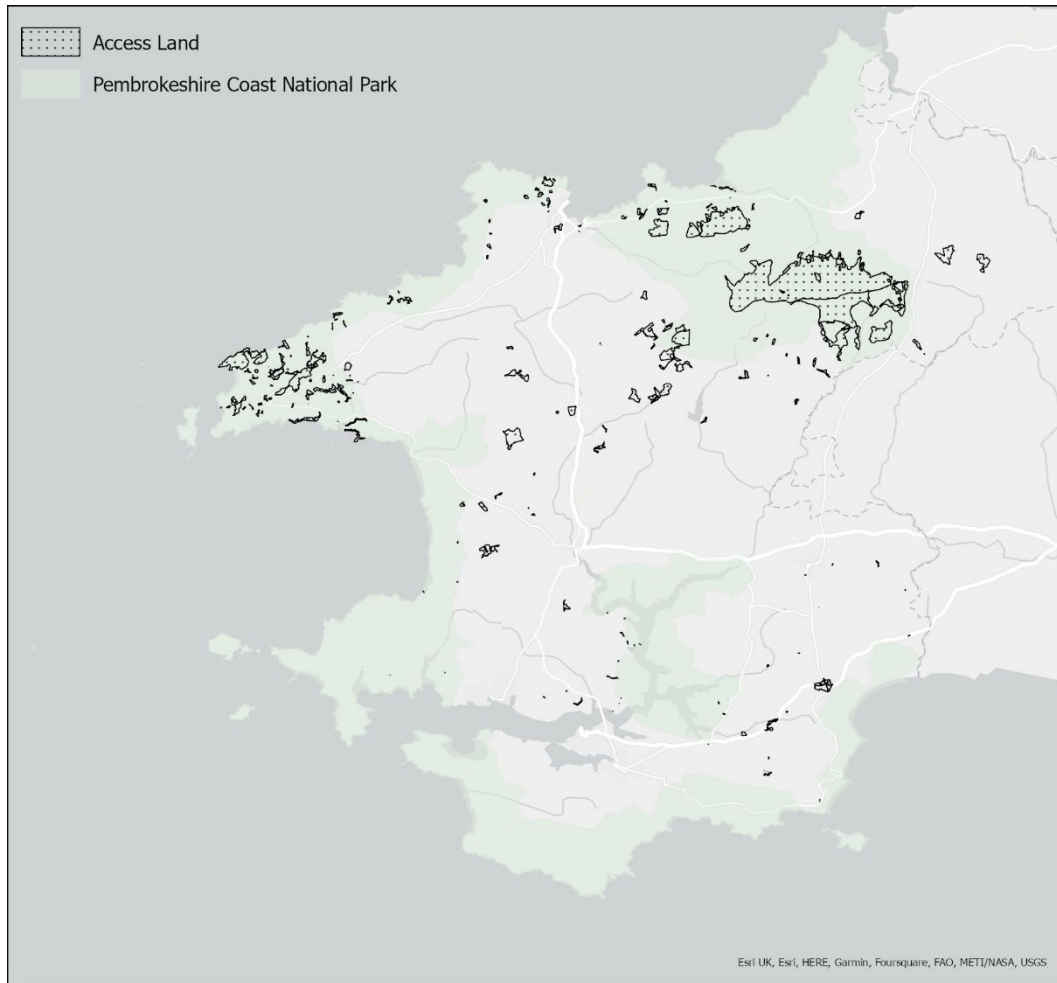 Access Land
Pembrokeshire Coast National Park
Esri UK, Esri, HERE, Garmin, Foursquare, FAO, METI/NASA, USGS